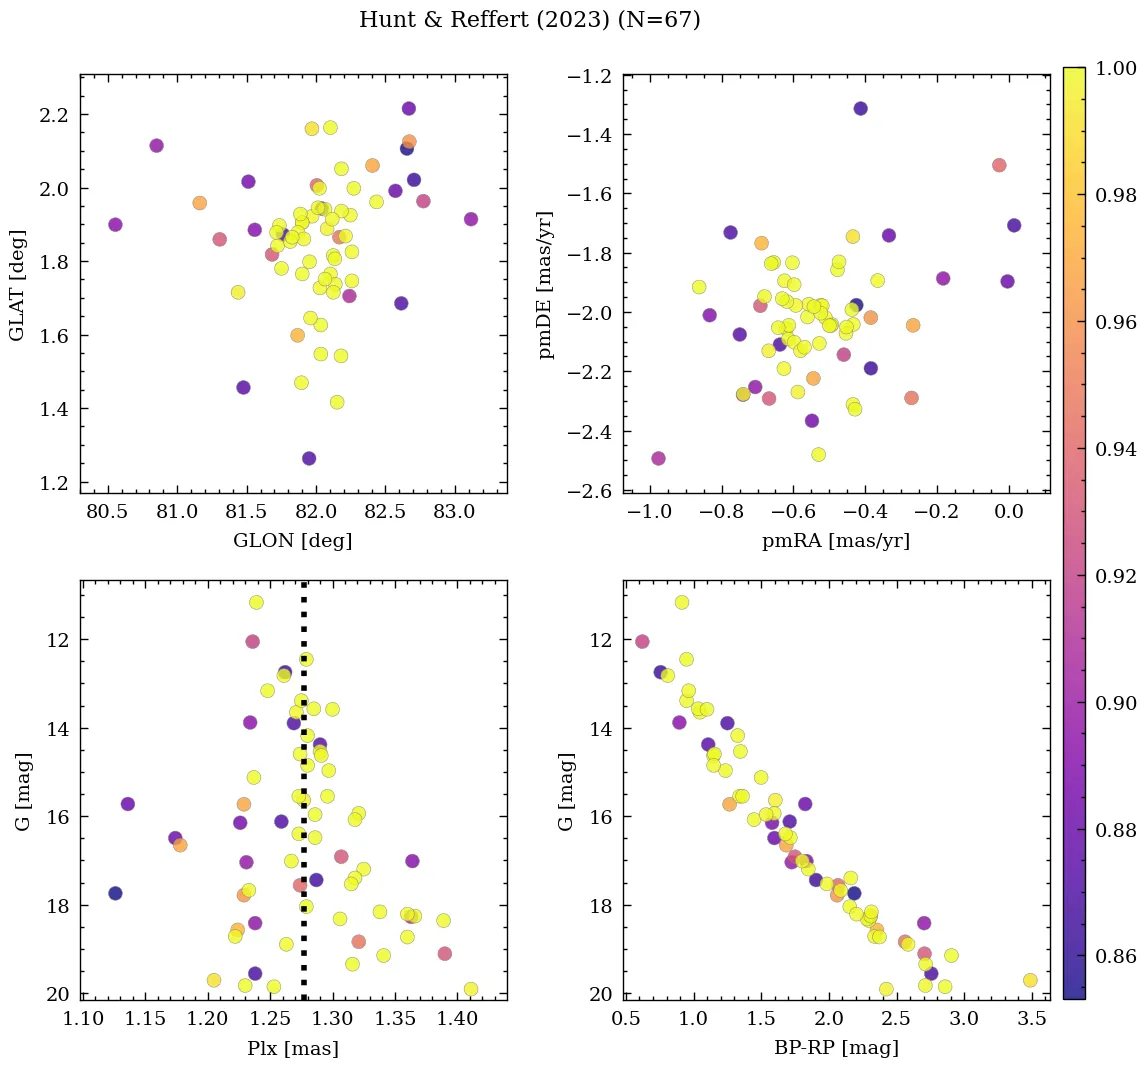 Hunt & Reffert (2023) (N=67)
2.2
2.0
1.8
1.6
1.4
1.2
GLAT [deg]
80.5 81.0 81.5 82.0 82.5 83.0
GLON [deg]
−1.2
−1.4
−1.6
−1.8
−2.0
−2.2
−2.4
−2.6
pmDE [mas/yr]
−1.0 −0.8 −0.6 −0.4 −0.2 0.0
pmRA [mas/yr]
12
14
16
18
20
G [mag]
1.10 1.15 1.20 1.25 1.30 1.35 1.40
Plx [mas]
12
14
16
18
20
G [mag]
0.5 1.0 1.5 2.0 2.5 3.0 3.5
BP-RP [mag]
1.00
0.98
0.96
0.94
0.92
0.90
0.88
0.86